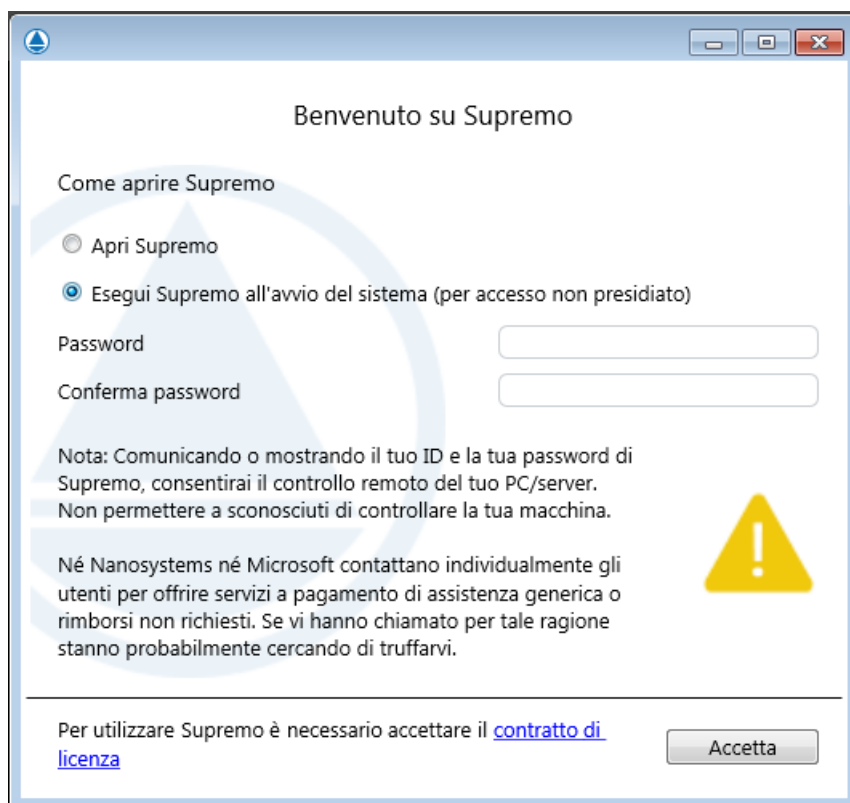 Benvenuto su Supremo
Come aprire Supremo
Apri Supremo
Esegui Supremo all'avvio del sistema (per accesso non presidiato)
Password
Conferma password
Nota: Comunicando o mostrando il tuo ID e la tua password di
Supremo, consentirai il controllo remoto del tuo PC/server.
Non permettere a sconosciuti di controllare la tua macchina.
Né Nanosystems né Microsoft contattano individualmente gli
utenti per offrire servizi a pagamento di assistenza generica o
rimborsi non richiesti. Se vi hanno chiamato per tale ragione
stanno probabilmente cercando di truffarvi.
Per utilizzare Supremo è necessario accettare il contratto di
licenza
Accetta